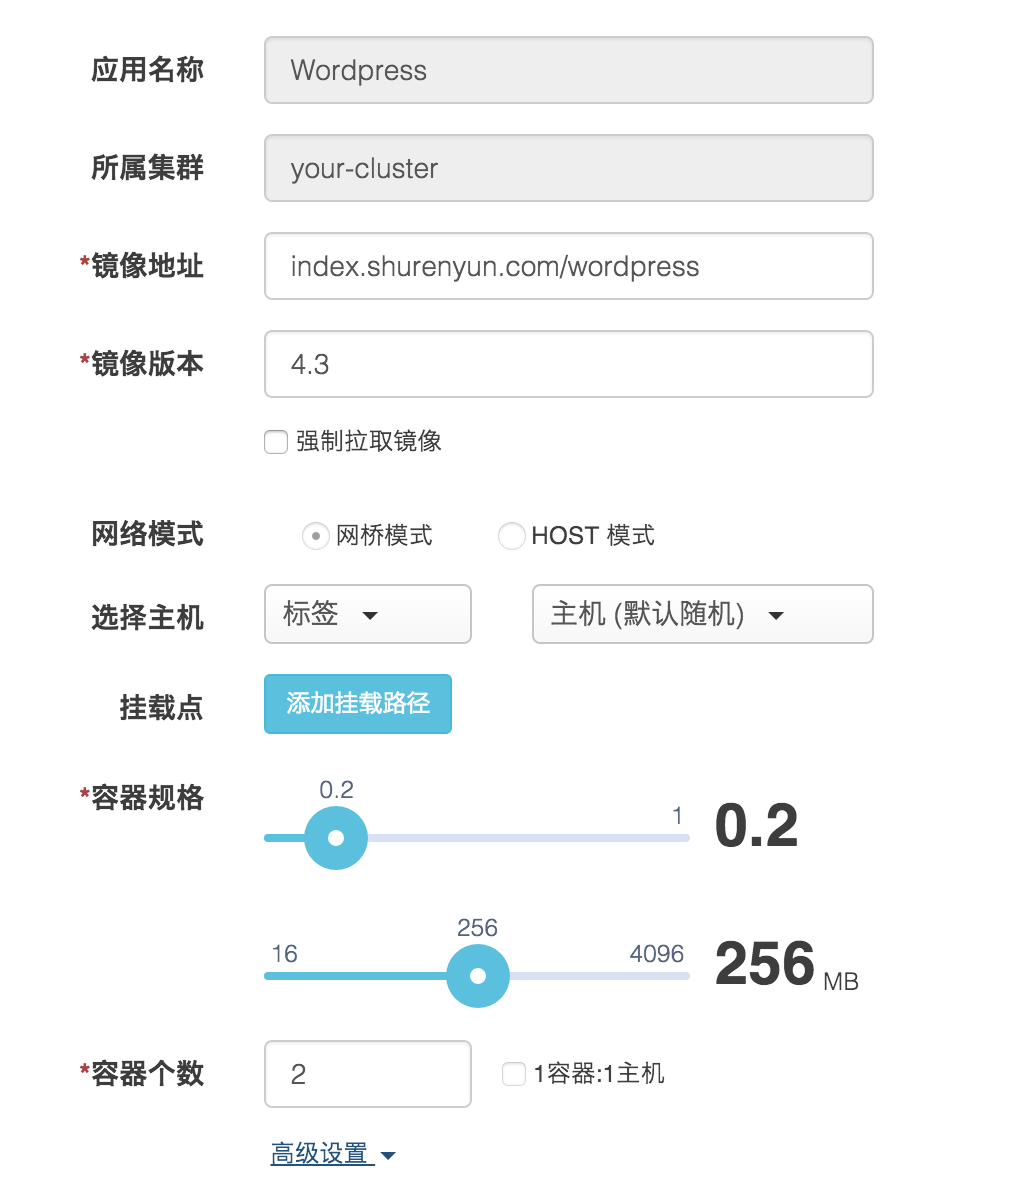 应用名称 Wordpress
所属集群 your-cluster
*镜像地址 index.shurenyun.com/wordpress
*镜像版本 4.3
强制拉取镜像
网络模式 网桥模式 HOST 模式
选择主机 标签 主机 (默认随机)
挂载点 添加挂载路径
*容器规格 0.2 1 0.2
16 256 4096 256 MB
*容器个数 2 1容器:1主机
高级设置